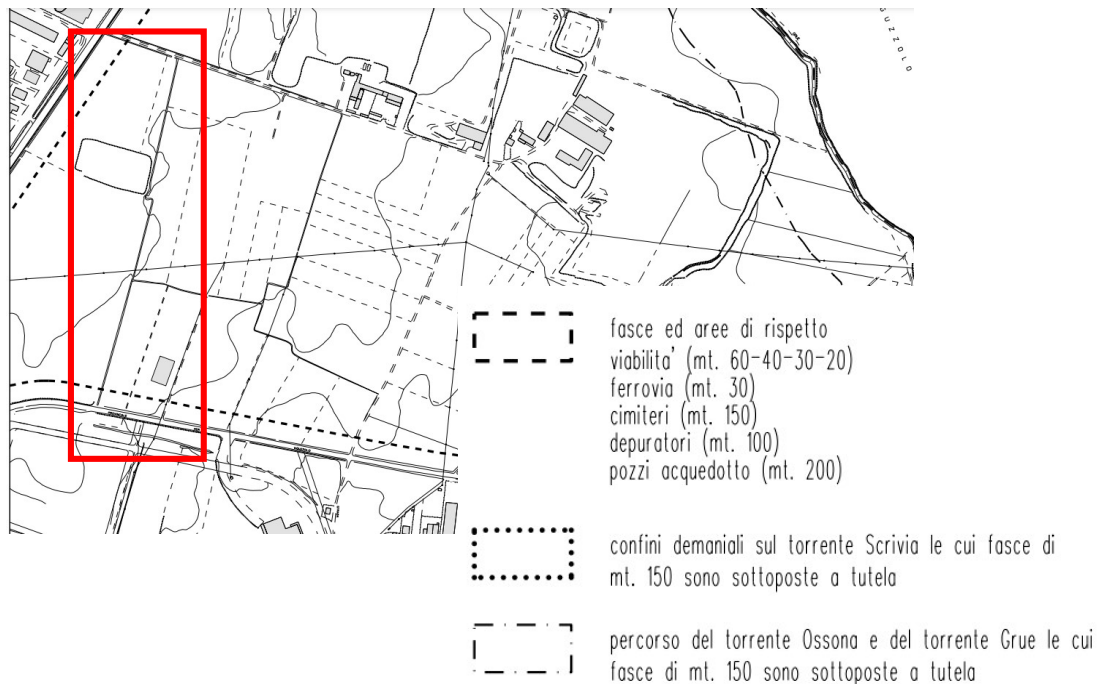 GUZZOLO
fasce ed aree di rispetto
viabilita' (mt. 60-40-30-20)
ferrovia (mt. 30)
cimiteri (mt. 150)
depuratori (mt. 100)
pozzi acquedotto (mt. 200)
confini demaniali sul torrente Scrivia le cui fasce di
mt. 150 sono sottoposte a tutela
percorso del torrente Ossona e del torrente Grue le cui
fasce di mt. 150 sono sottoposte a tutela